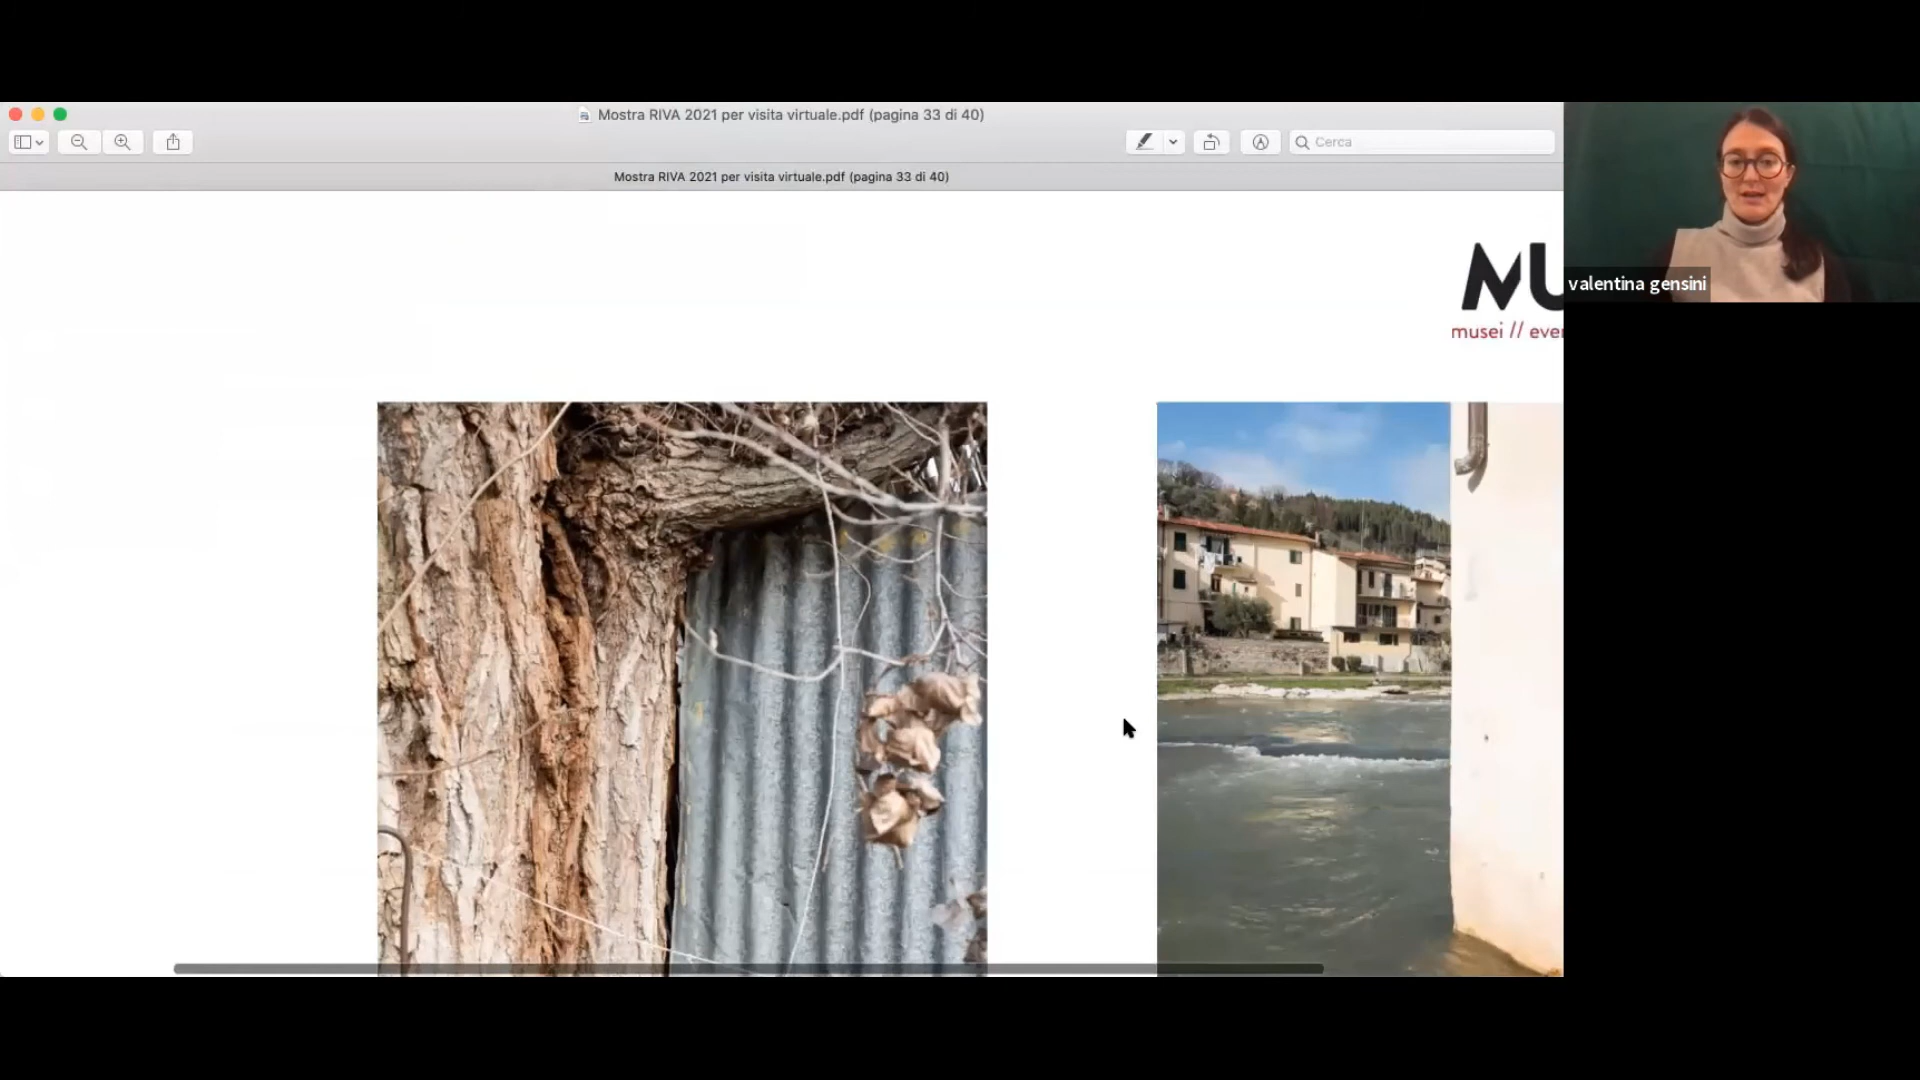 Mostra RIVA 2021 per visita virtuale.pdf (pagina 33 di 40)
Cerca
Mostra RIVA 2021 per visita virtuale.pdf (pagina 33 di 40)
MU
musei // eve
valentina gensini